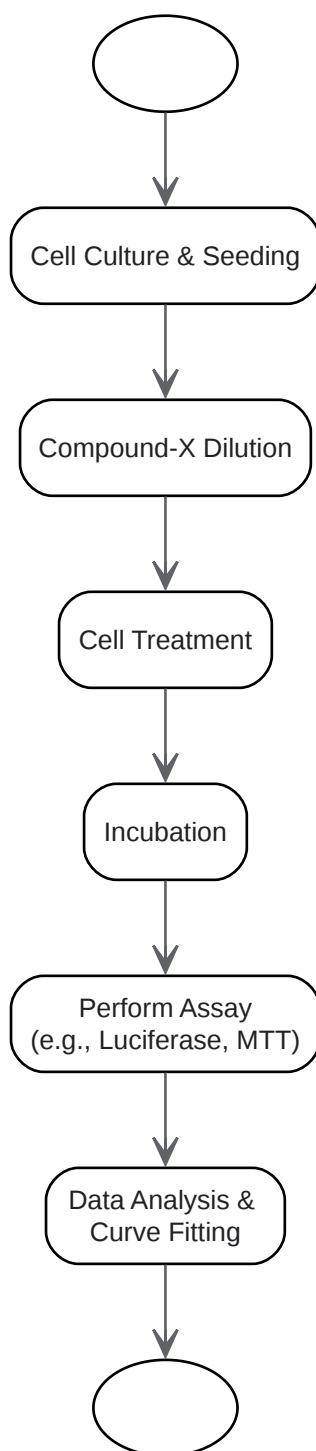 Cell Culture & Seeding
Compound-X Dilution
Cell Treatment
Incubation
Perform Assay
(e.g., Luciferase, MTT)
Data Analysis &
Curve Fitting